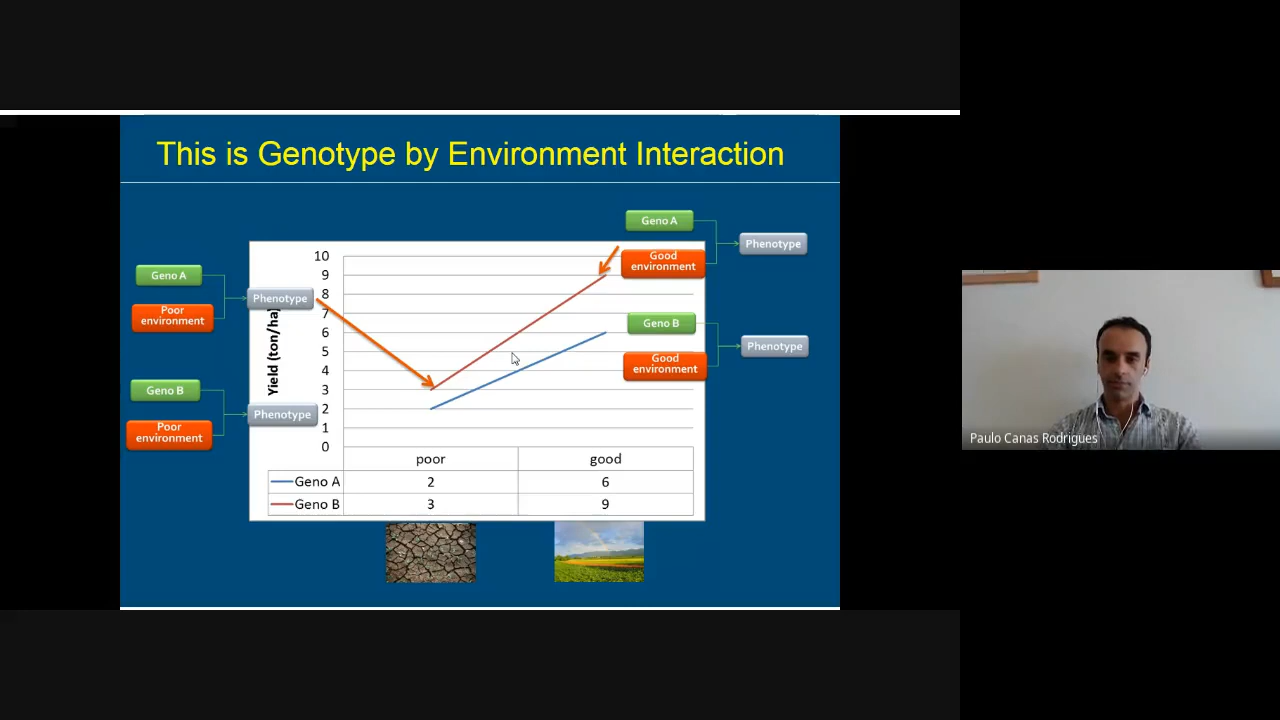 This is Genotype by Environment Interaction
Geno A
Poor
environment
Phenotype
Geno B
Poor
environment
Phenotype
Yield (ton/ha)
10
9
8
7
6
5
4
3
2
1
0
poor good
Geno A 2 6
Geno B 3 9
Geno A
Good
environment
Phenotype
Geno B
Good
environment
Phenotype
Paulo Canas Rodrigues